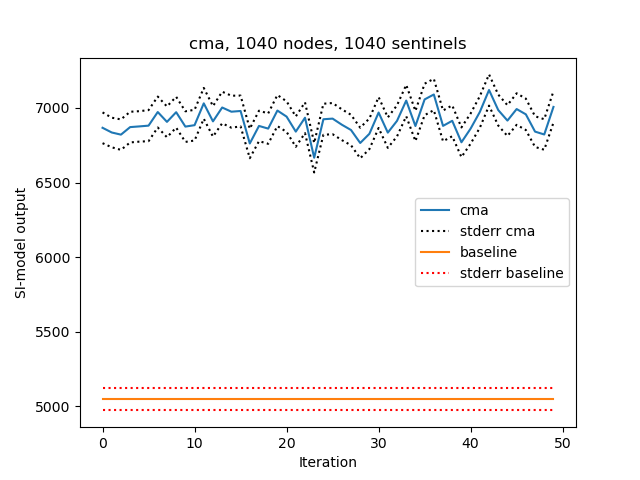 cma, 1040 nodes, 1040 sentinels
7000
6500
6000
5500
5000
SI-model output
cma
stderr cma
baseline
stderr baseline
0
10
20
30
40
50
Iteration